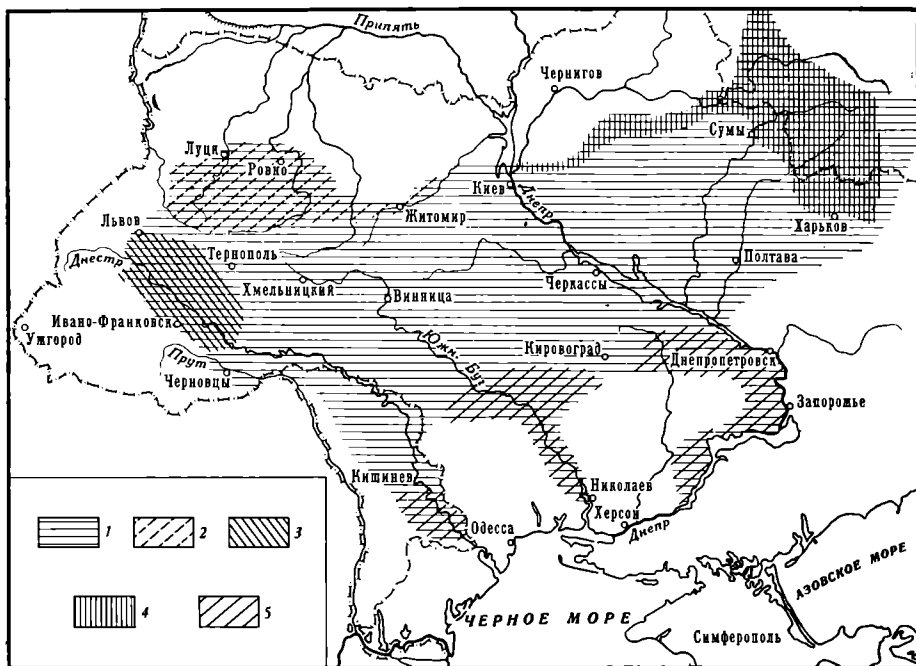 Припять
Чернигов
Сумы
Луцк
Ровно
Киев
Днепр
Житомир
Харьков
Львов
Тернополь
Днестр
Полтава
Хмельницкий
Черкассы
Винница
Ивано-Франковск
Ужгород
Южн. Буг
Кировоград
Днепропетровск
Прут
Черновцы
Запорожье
Кишинев
Николаев
Херсон
Одесса
Днепр
АЗОВСКОЕ МОРЕ
ЧЕРНОЕ МОРЕ
Симферополь
1
2
3
4
5